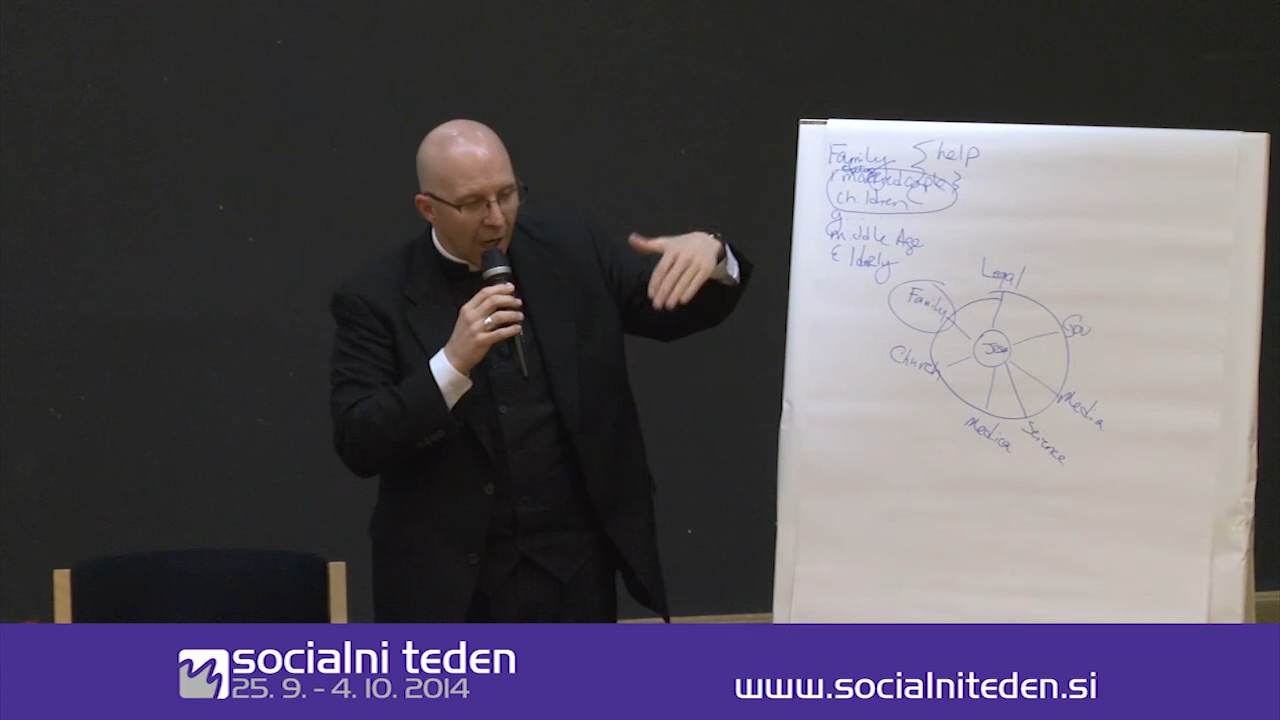 Family { help
married couple }
children
g
middle Age
Elderly
Legal
Family
Gov
Church
Media
Science
Medica
socialni teden
25. 9. - 4. 10. 2014
www.socialniteden.si